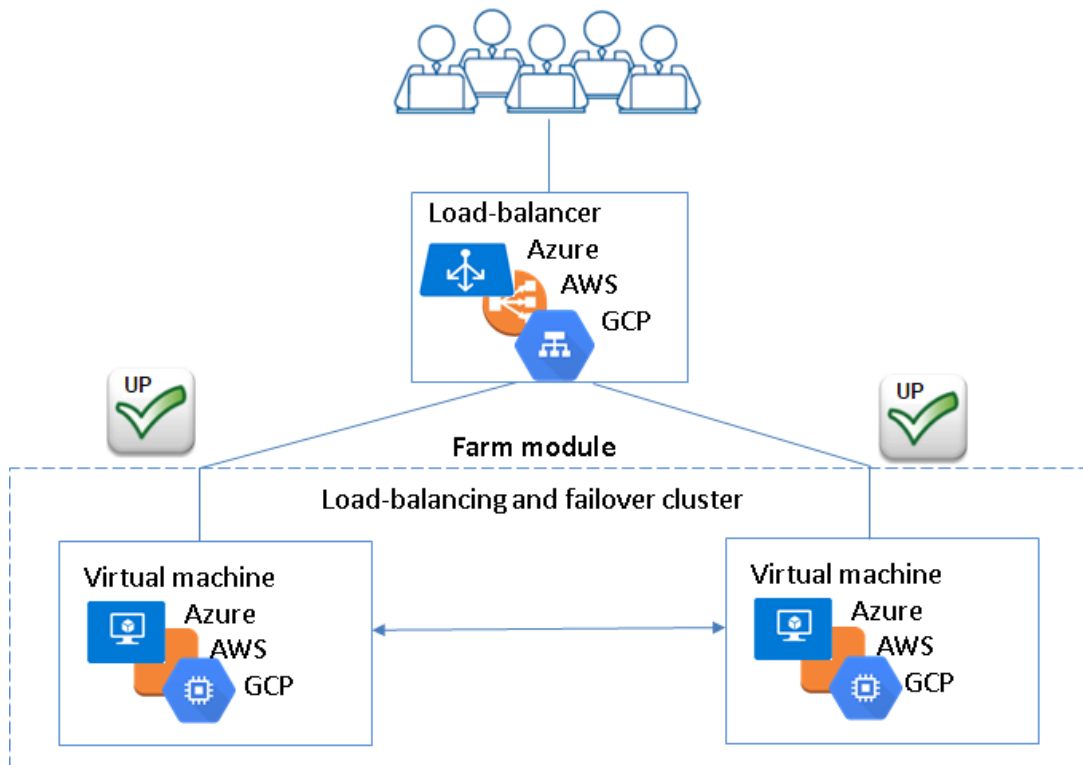 Load-balancer
Azure
AWS
GCP
UP
UP
Farm module
Load-balancing and failover cluster
Virtual machine
Azure
AWS
GCP
Virtual machine
Azure
AWS
GCP